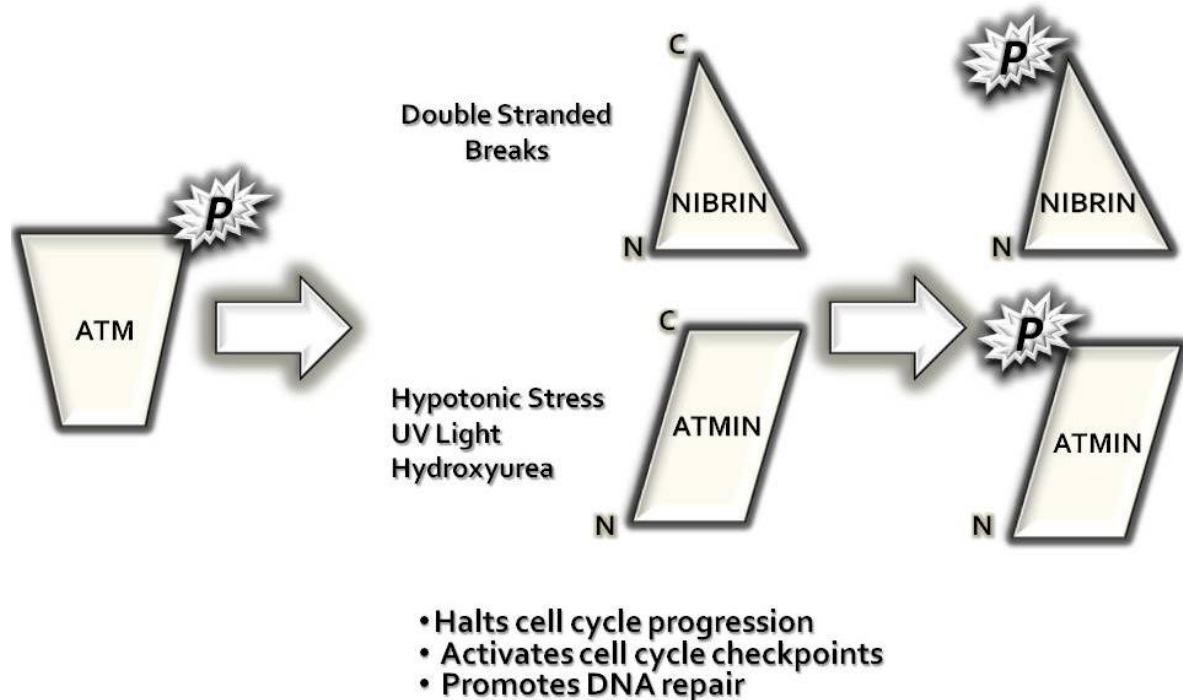 P
ATM
Double Stranded
Breaks
C
NIBRIN
N
P
NIBRIN
N
Hypotonic Stress
UV Light
Hydroxyurea
C
ATMIN
N
P
ATMIN
N
• Halts cell cycle progression
• Activates cell cycle checkpoints
• Promotes DNA repair